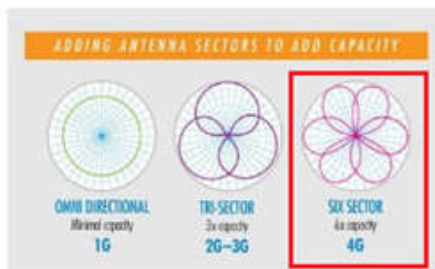 ADDING ANTENNA SECTORS TO ADD CAPACITY
OMNI DIRECTIONAL
Minimal capacity
1G
TRI-SECTOR
3x capacity
2G-3G
SIX SECTOR
6x capacity
4G